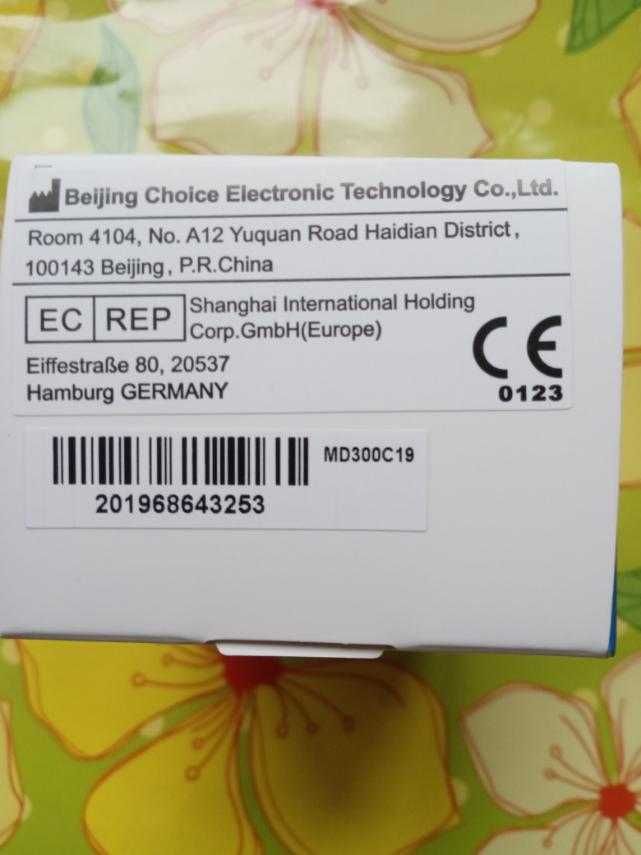 Beijing Choice Electronic Technology Co.,Ltd.
Room 4104, No. A12 Yuquan Road Haidian District,
100143 Beijing, P.R.China
EC REP
Shanghai International Holding
Corp.GmbH(Europe)
Eiffestraße 80, 20537
Hamburg GERMANY
CE
0123
MD300C19
201968643253